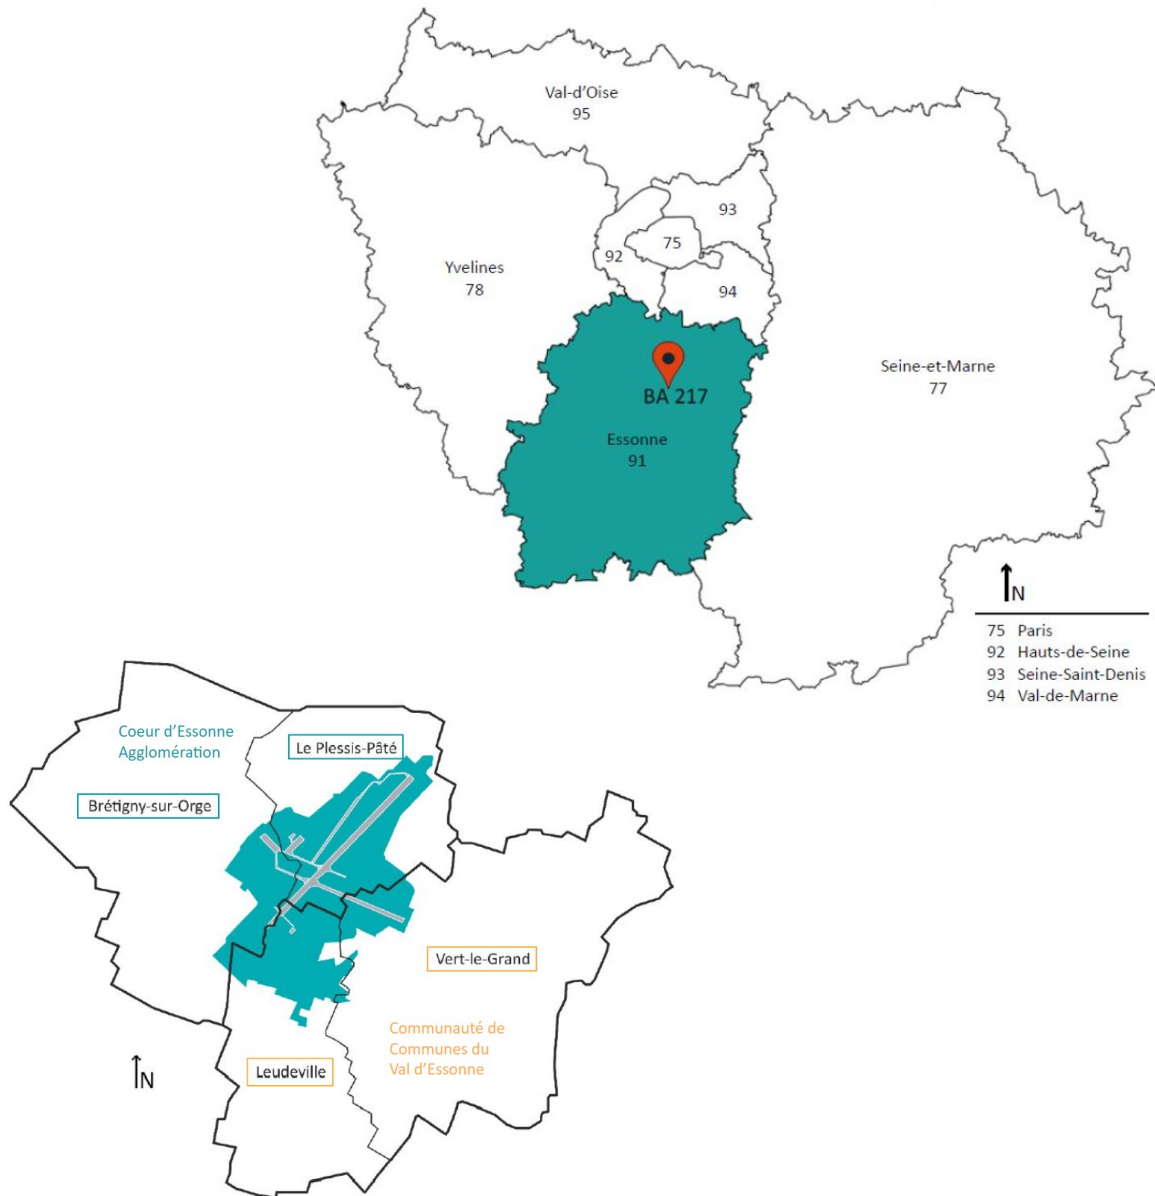 Val-d'Oise
95
93
75
92
Yvelines
78
94
Seine-et-Marne
77
BA 217
Essonne
91
N
75 Paris
92 Hauts-de-Seine
93 Seine-Saint-Denis
94 Val-de-Marne
Coeur d'Essonne
Agglomération
Le Plessis-Pâté
Brétigny-sur-Orge
Vert-le-Grand
Communauté de
Communes du
Val d'Essonne
Leudeville
N